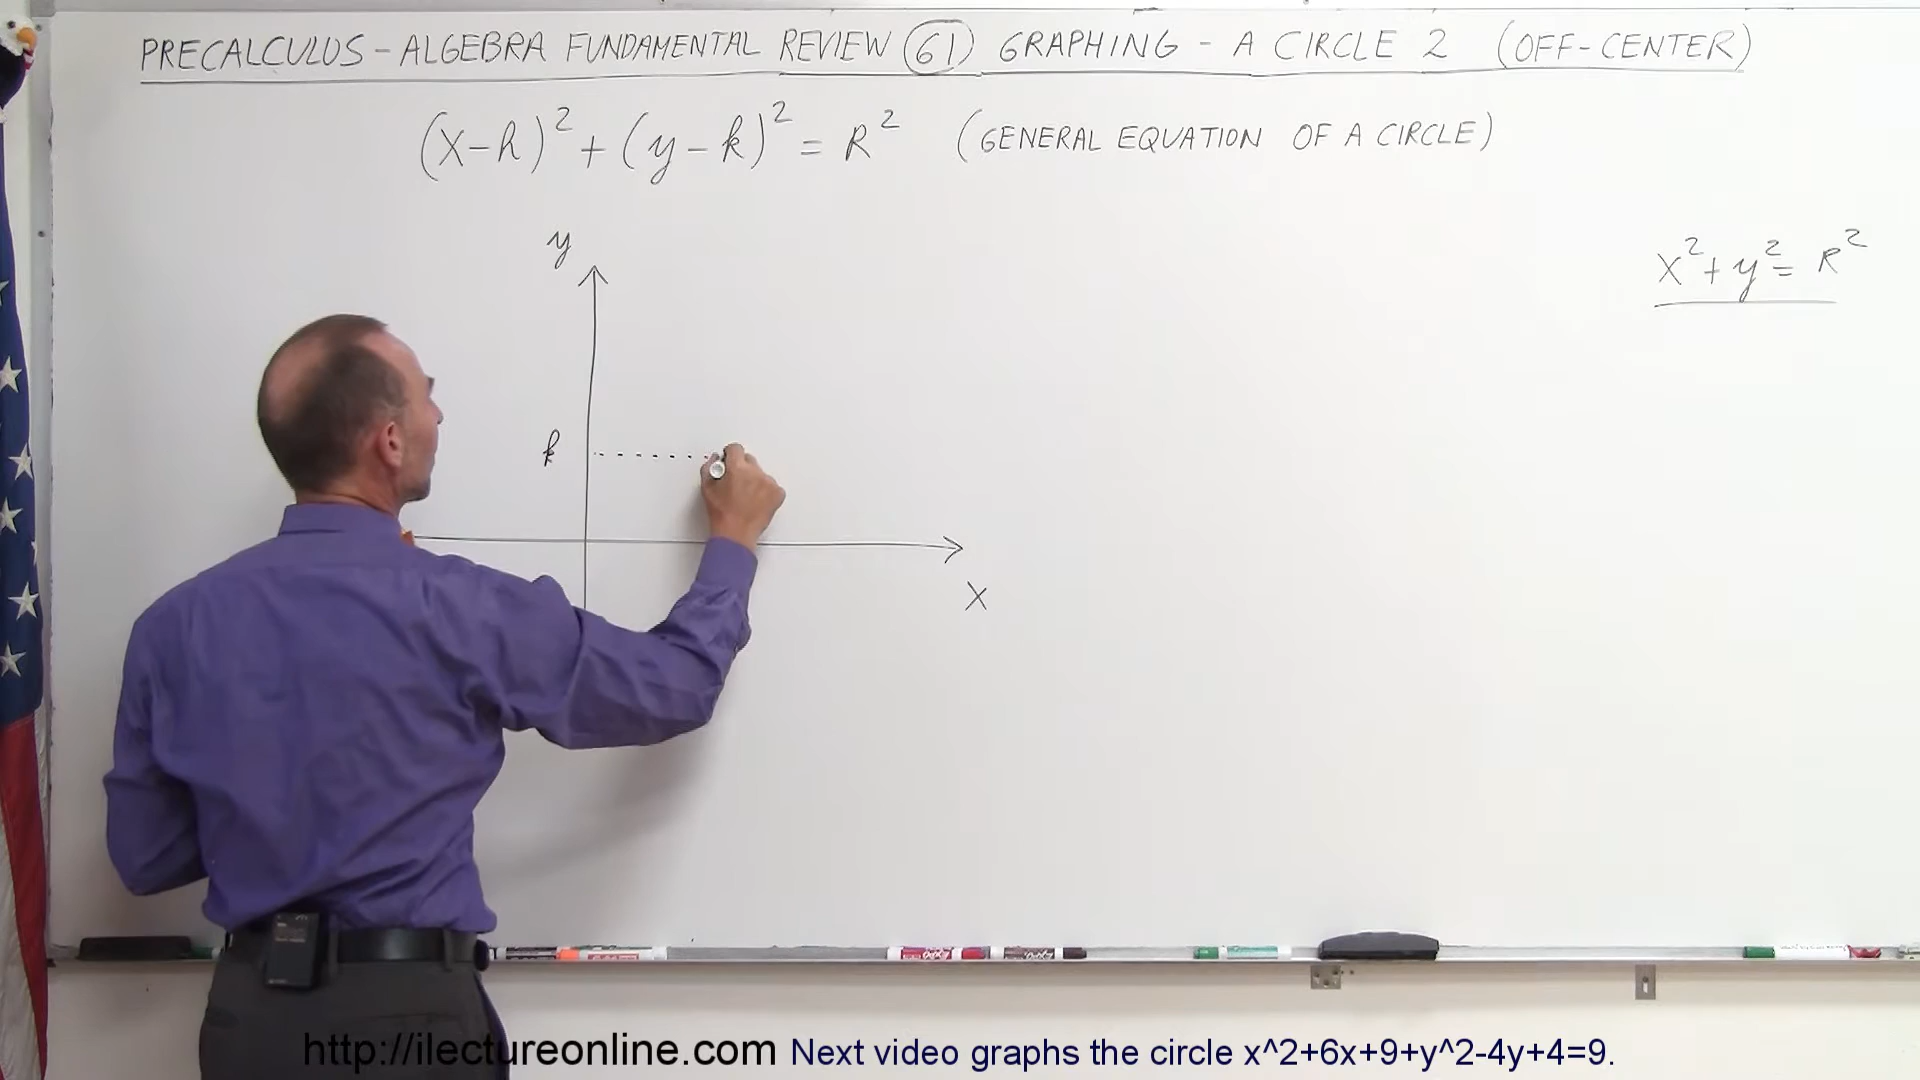 PRECALCULUS - ALGEBRA FUNDAMENTAL REVIEW (61) GRAPHING - A CIRCLE 2 (OFF-CENTER)
(x-h)² + (y-k)² = R² (GENERAL EQUATION OF A CIRCLE)
y
x² + y² = R²
k
x
http://ilectureonline.com Next video graphs the circle x^2+6x+9+y^2-4y+4=9.